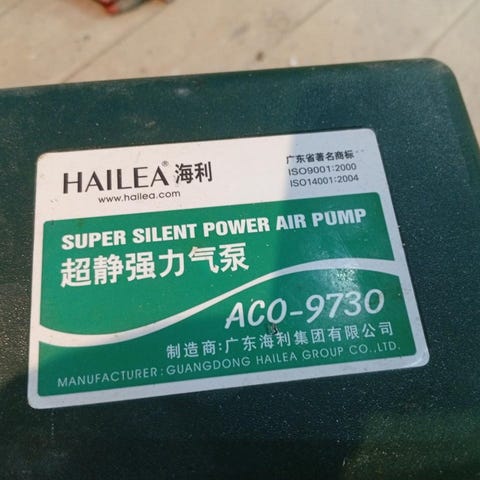 HAILEA® 海利
www.hailea.com
广东省著名商标
ISO9001:2000
ISO14001:2004
SUPER SILENT POWER AIR PUMP
超静强力气泵
ACO-9730
制造商:广东海利集团有限公司
MANUFACTURER: GUANGDONG HAILEA GROUP CO.,LTD.